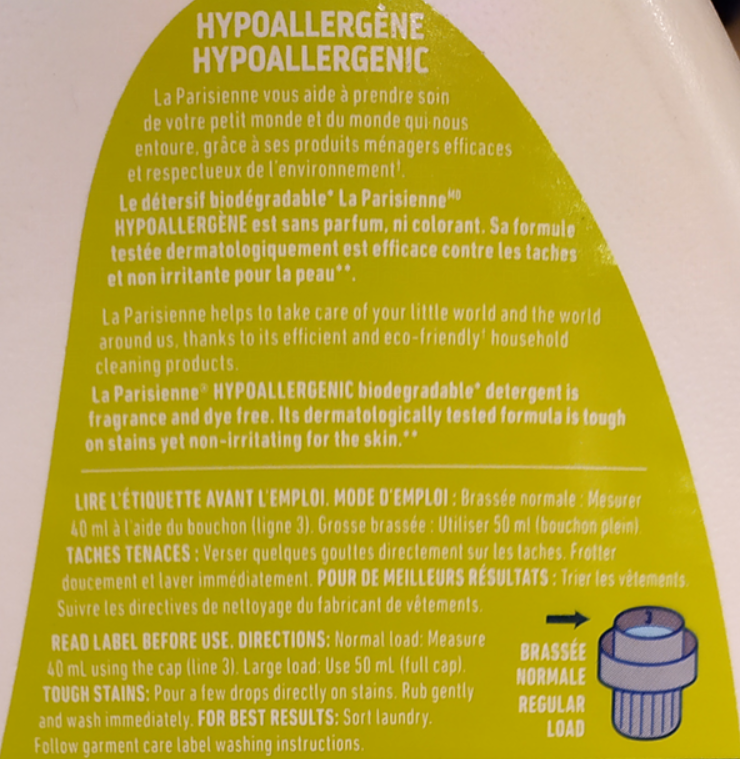 HYPOALLERGÈNE
HYPOALLERGENIC
La Parisienne vous aide à prendre soin
de votre petit monde et du monde qui nous
entoure, grâce à ses produits ménagers efficaces
et respectueux de l'environnement†.
Le détersif biodégradable* La Parisienne MD
HYPOALLERGÈNE est sans parfum, ni colorant. Sa formule
testée dermatologiquement est efficace contre les taches
et non irritante pour la peau**.
La Parisienne helps to take care of your little world and the world
around us, thanks to its efficient and eco-friendly† household
cleaning products.
La Parisienne® HYPOALLERGENIC biodegradable* detergent is
fragrance and dye free. Its dermatologically tested formula is tough
on stains yet non-irritating for the skin.**
LIRE L'ÉTIQUETTE AVANT L'EMPLOI. MODE D'EMPLOI : Brassée normale : Mesurer
40 ml à l'aide du bouchon (ligne 3). Grosse brassée : Utiliser 50 ml (bouchon plein).
TACHES TENACES : Verser quelques gouttes directement sur les taches. Frotter
doucement et laver immédiatement. POUR DE MEILLEURS RÉSULTATS : Trier les vêtements.
Suivre les directives de nettoyage du fabricant de vêtements.
READ LABEL BEFORE USE. DIRECTIONS: Normal load: Measure
40 mL using the cap (line 3). Large load: Use 50 mL (full cap).
TOUGH STAINS: Pour a few drops directly on stains. Rub gently
and wash immediately. FOR BEST RESULTS: Sort laundry.
Follow garment care label washing instructions.
3
BRASSÉE
NORMALE
REGULAR
LOAD